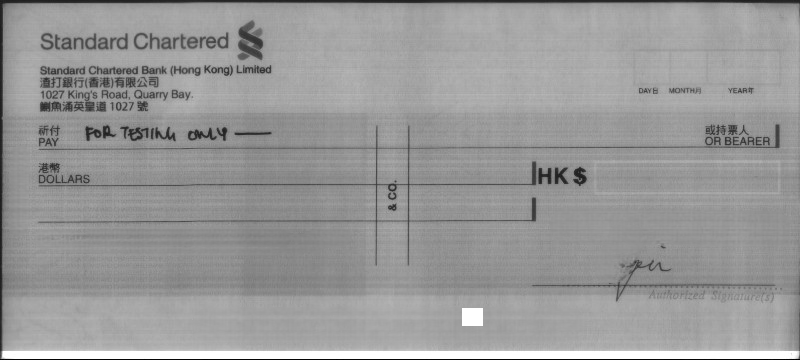 Standard Chartered
Standard Chartered Bank (Hong Kong) Limited
渣打銀行(香港)有限公司
1027 King's Road, Quarry Bay.
鰂魚涌英皇道 1027 號
DAY日 MONTH月 YEAR年
祈付 PAY FOR TESTING ONLY 或持票人 OR BEARER
港幣 DOLLARS
HK $
& CO.
Authorized Signature(s)